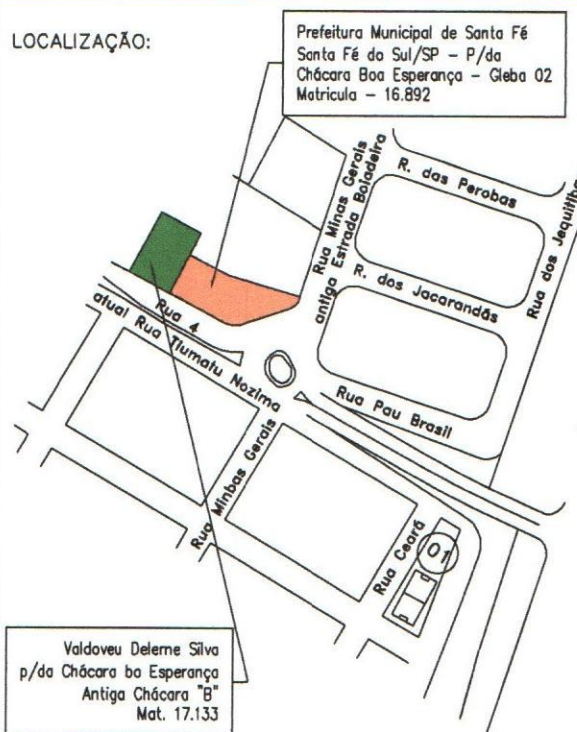 LOCALIZAÇÃO:
Prefeitura Municipal de Santa Fé
Santa Fé do Sul/SP – P/da
Chácara Boa Esperança – Gleba 02
Matricula – 16.892
R. das Perobas
Rua Minas Gerais
antiga Estrada Boiadeira
Rua dos Jequitiba
R. dos Jacarandás
Rua 4
atual Rua Tiumatu Nozima
Rua Pau Brasil
Rua Minbas Gerais
Rua Ceará
01
Valdoveu Deleme Silva
p/da Chácara ba Esperança
Antiga Chácara "B"
Mat. 17.133